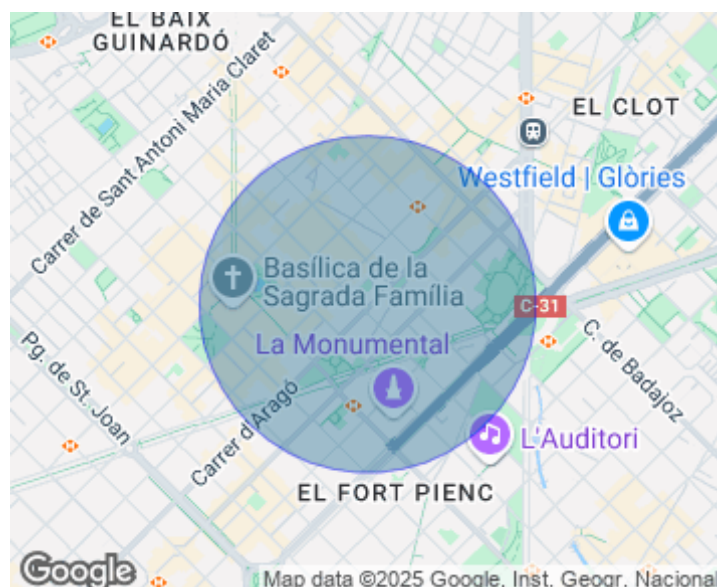 EL BAIX
GUINARDÓ
Carrer de Sant Antoni Maria Claret
EL CLOT
Westfield | Glòries
Basílica de la
Sagrada Família
C-31
La Monumental
C. de Badajoz
Pg. de St. Joan
Carrer d'Aragó
L'Auditori
EL FORT PIENC
Google
Map data ©2025 Google, Inst. Geogr. Nacional